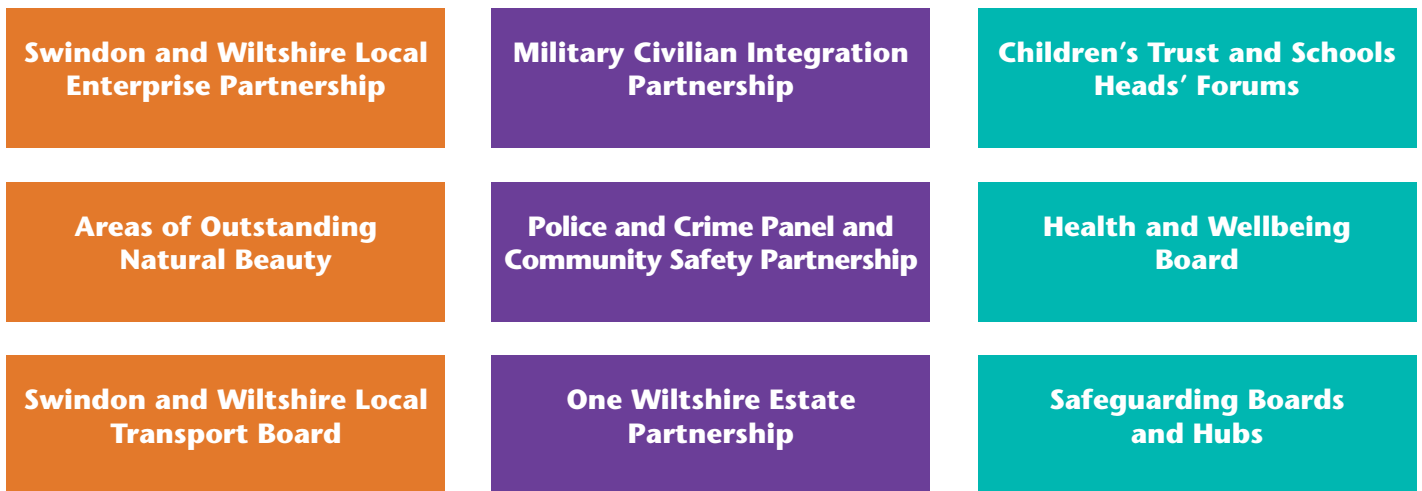 Swindon and Wiltshire Local
Enterprise Partnership
Military Civilian Integration
Partnership
Children’s Trust and Schools
Heads’ Forums
Areas of Outstanding
Natural Beauty
Police and Crime Panel and
Community Safety Partnership
Health and Wellbeing
Board
Swindon and Wiltshire Local
Transport Board
One Wiltshire Estate
Partnership
Safeguarding Boards
and Hubs